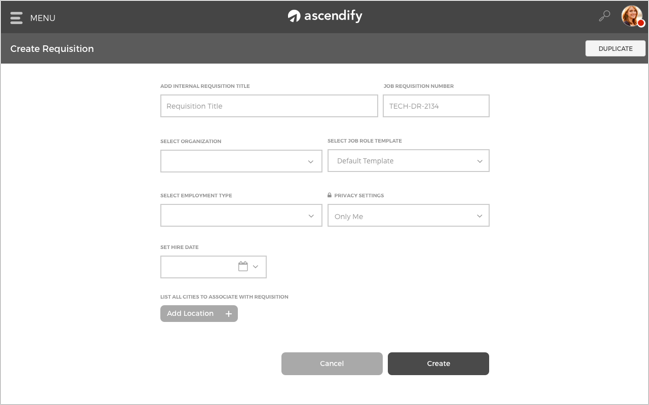 MENU
ascendify
Create Requisition
DUPLICATE
ADD INTERNAL REQUISITION TITLE
JOB REQUISITION NUMBER
Requisition Title
TECH-DR-2134
SELECT ORGANIZATION
SELECT JOB ROLE TEMPLATE
Default Template
SELECT EMPLOYMENT TYPE
PRIVACY SETTINGS
Only Me
SET HIRE DATE
LIST ALL CITIES TO ASSOCIATE WITH REQUISITION
Add Location +
Cancel
Create